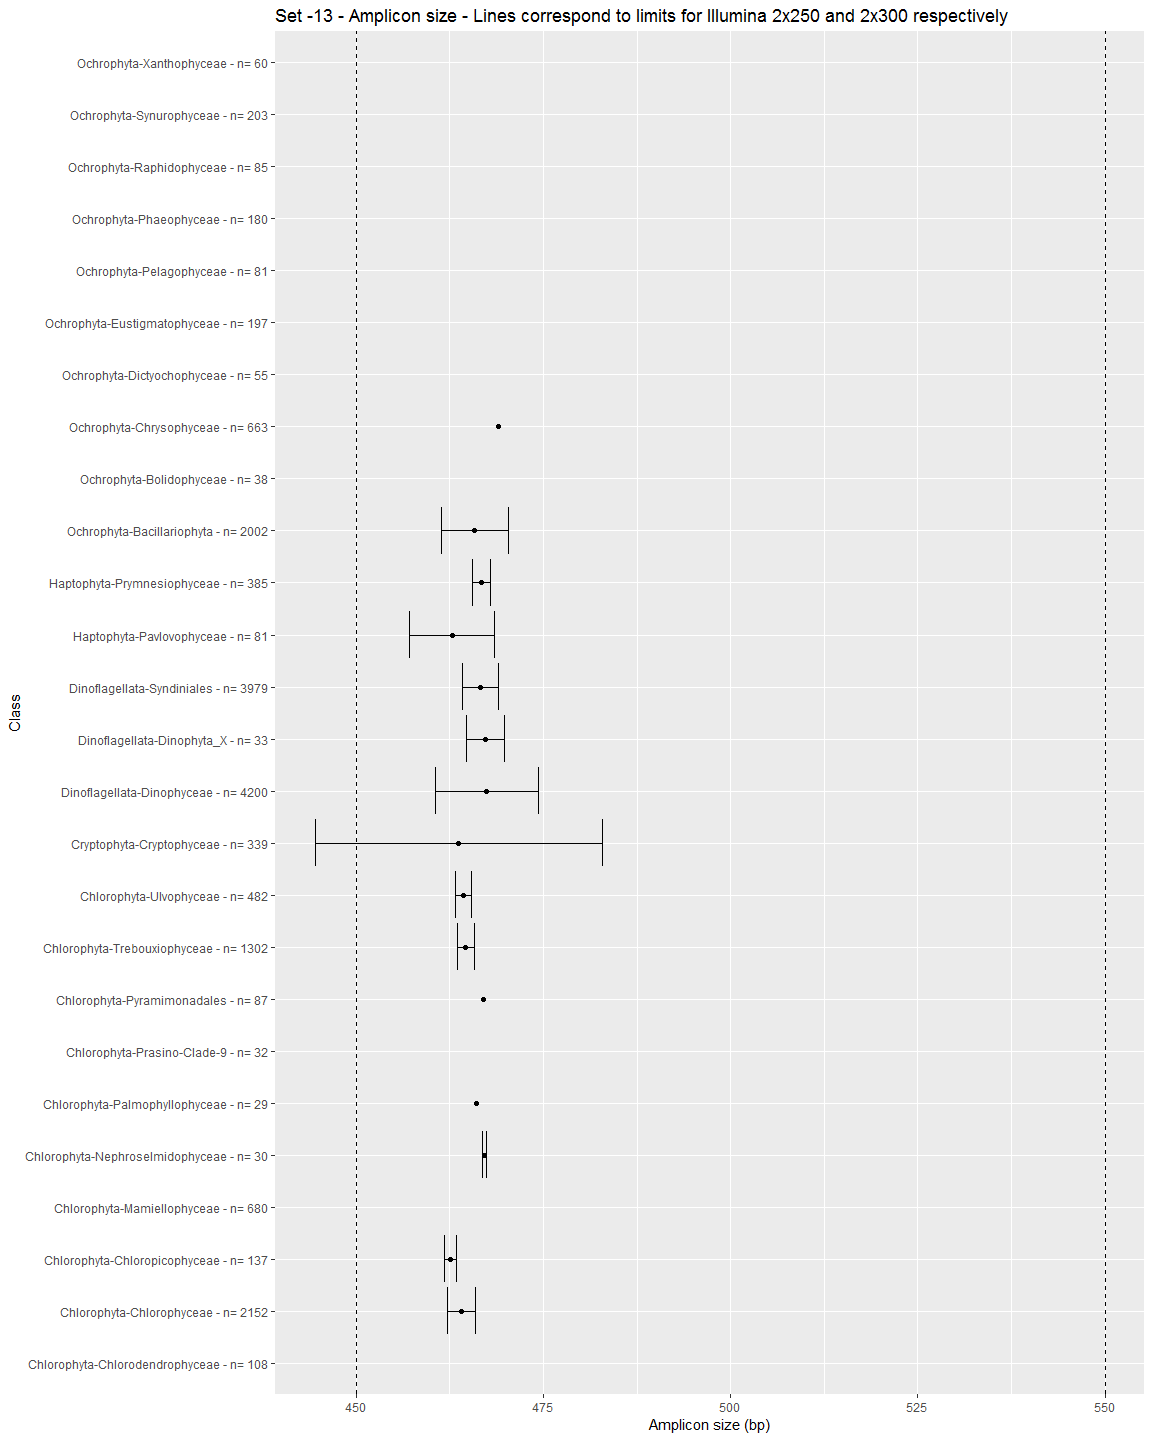 Set -13 - Amplicon size - Lines correspond to limits for Illumina 2x250 and 2x300 respectively
Ochrophyta-Xanthophyceae - n= 60
Ochrophyta-Synurophyceae - n= 203
Ochrophyta-Raphidophyceae - n= 85
Ochrophyta-Phaeophyceae - n= 180
Ochrophyta-Pelagophyceae - n= 81
Ochrophyta-Eustigmatophyceae - n= 197
Ochrophyta-Dictyochophyceae - n= 55
Ochrophyta-Chrysophyceae - n= 663
Ochrophyta-Bolidophyceae - n= 38
Ochrophyta-Bacillariophyta - n= 2002
Haptophyta-Prymnesiophyceae - n= 385
Haptophyta-Pavlovophyceae - n= 81
Dinoflagellata-Syndiniales - n= 3979
Dinoflagellata-Dinophyta_X - n= 33
Dinoflagellata-Dinophyceae - n= 4200
Cryptophyta-Cryptophyceae - n= 339
Chlorophyta-Ulvophyceae - n= 482
Chlorophyta-Trebouxiophyceae - n= 1302
Chlorophyta-Pyramimonadales - n= 87
Chlorophyta-Prasino-Clade-9 - n= 32
Chlorophyta-Palmophyllophyceae - n= 29
Chlorophyta-Nephroselmidophyceae - n= 30
Chlorophyta-Mamiellophyceae - n= 680
Chlorophyta-Chloropicophyceae - n= 137
Chlorophyta-Chlorophyceae - n= 2152
Chlorophyta-Chlorodendrophyceae - n= 108
Class
450 475 500 525 550
Amplicon size (bp)